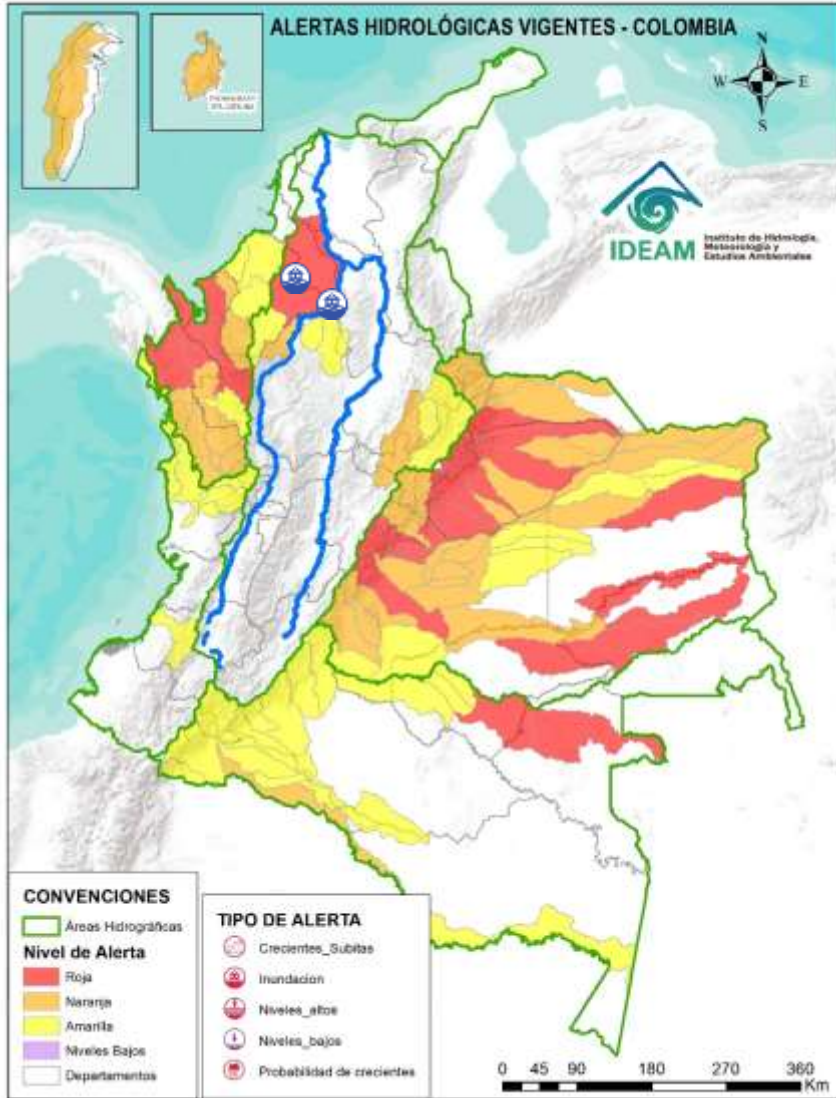 ALERTAS HIDROLÓGICAS VIGENTES - COLOMBIA
N
W
E
S
IDEAM
Instituto de Hidrología,
Meteorología y
Estudios Ambientales
CONVENCIONES
Áreas Hidrográficas
Nivel de Alerta
Roja
Naranja
Amarilla
Niveles Bajos
Departamentos
TIPO DE ALERTA
Crecientes_Subitas
Inundacion
Niveles_altos
Niveles_bajos
Probabilidad de crecientes
0 45 90 180 270 360
Km